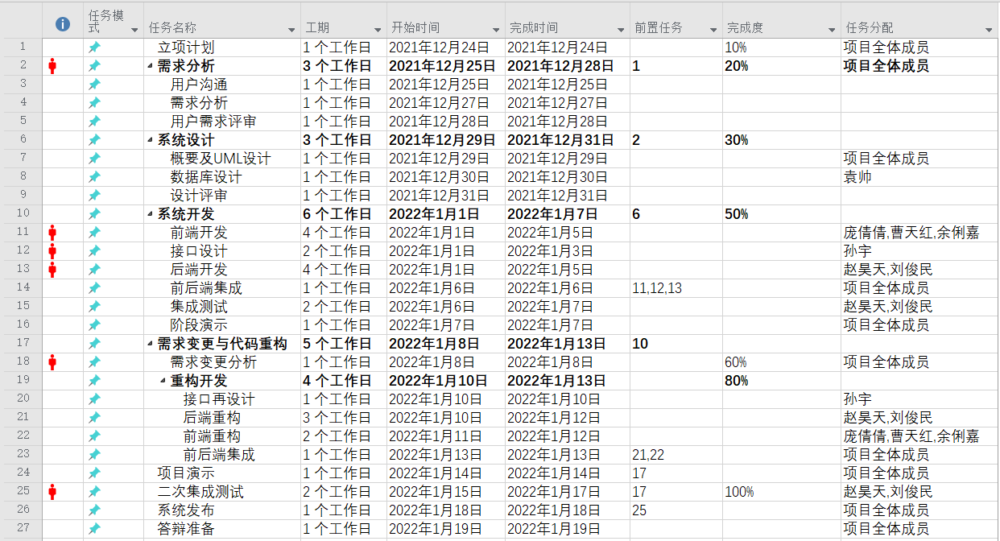 任务模式 任务名称 工期 开始时间 完成时间 前置任务 完成度 任务分配
1 立项计划 1 个工作日 2021年12月24日 2021年12月24日 10% 项目全体成员
2 需求分析 3 个工作日 2021年12月25日 2021年12月28日 1 20% 项目全体成员
3 用户沟通 1 个工作日 2021年12月25日 2021年12月25日
4 需求分析 1 个工作日 2021年12月27日 2021年12月27日
5 用户需求评审 1 个工作日 2021年12月28日 2021年12月28日
6 系统设计 3 个工作日 2021年12月29日 2021年12月31日 2 30%
7 概要及UML设计 1 个工作日 2021年12月29日 2021年12月29日 项目全体成员
8 数据库设计 1 个工作日 2021年12月30日 2021年12月30日 袁帅
9 设计评审 1 个工作日 2021年12月31日 2021年12月31日
10 系统开发 6 个工作日 2022年1月1日 2022年1月7日 6 50%
11 前端开发 4 个工作日 2022年1月1日 2022年1月5日 庞倩倩,曹天红,余俐嘉
12 接口设计 2 个工作日 2022年1月1日 2022年1月3日 孙宇
13 后端开发 4 个工作日 2022年1月1日 2022年1月5日 赵昊天,刘俊民
14 前后端集成 1 个工作日 2022年1月6日 2022年1月6日 11,12,13 项目全体成员
15 集成测试 2 个工作日 2022年1月6日 2022年1月7日 赵昊天,刘俊民
16 阶段演示 1 个工作日 2022年1月7日 2022年1月7日 项目全体成员
17 需求变更与代码重构 5 个工作日 2022年1月8日 2022年1月13日 10
18 需求变更分析 1 个工作日 2022年1月8日 2022年1月8日 60% 项目全体成员
19 重构开发 4 个工作日 2022年1月10日 2022年1月13日 80%
20 接口再设计 1 个工作日 2022年1月10日 2022年1月10日 孙宇
21 后端重构 3 个工作日 2022年1月10日 2022年1月12日 赵昊天,刘俊民
22 前端重构 2 个工作日 2022年1月11日 2022年1月12日 庞倩倩,曹天红,余俐嘉
23 前后端集成 1 个工作日 2022年1月13日 2022年1月13日 21,22 项目全体成员
24 项目演示 1 个工作日 2022年1月14日 2022年1月14日 17 项目全体成员
25 二次集成测试 2 个工作日 2022年1月15日 2022年1月17日 17 100% 赵昊天,刘俊民
26 系统发布 1 个工作日 2022年1月18日 2022年1月18日 25 项目全体成员
27 答辩准备 1 个工作日 2022年1月19日 2022年1月19日 项目全体成员